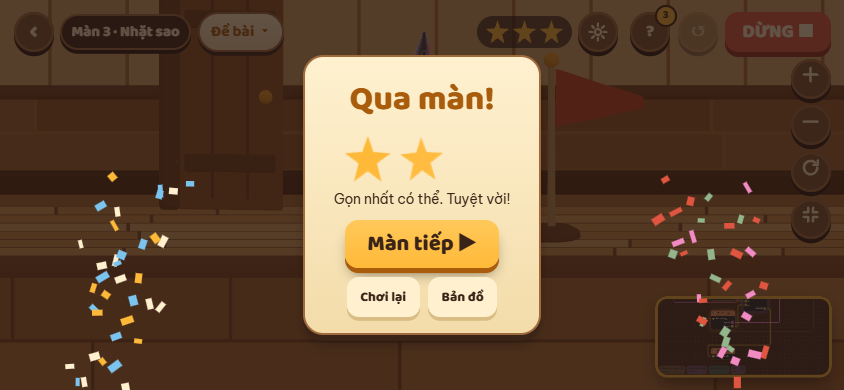 Màn 3 · Nhặt sao
Đề bài
?
3
DỪNG
Qua màn!
Gọn nhất có thể. Tuyệt vời!
Màn tiếp
Chơi lại
Bản đồ